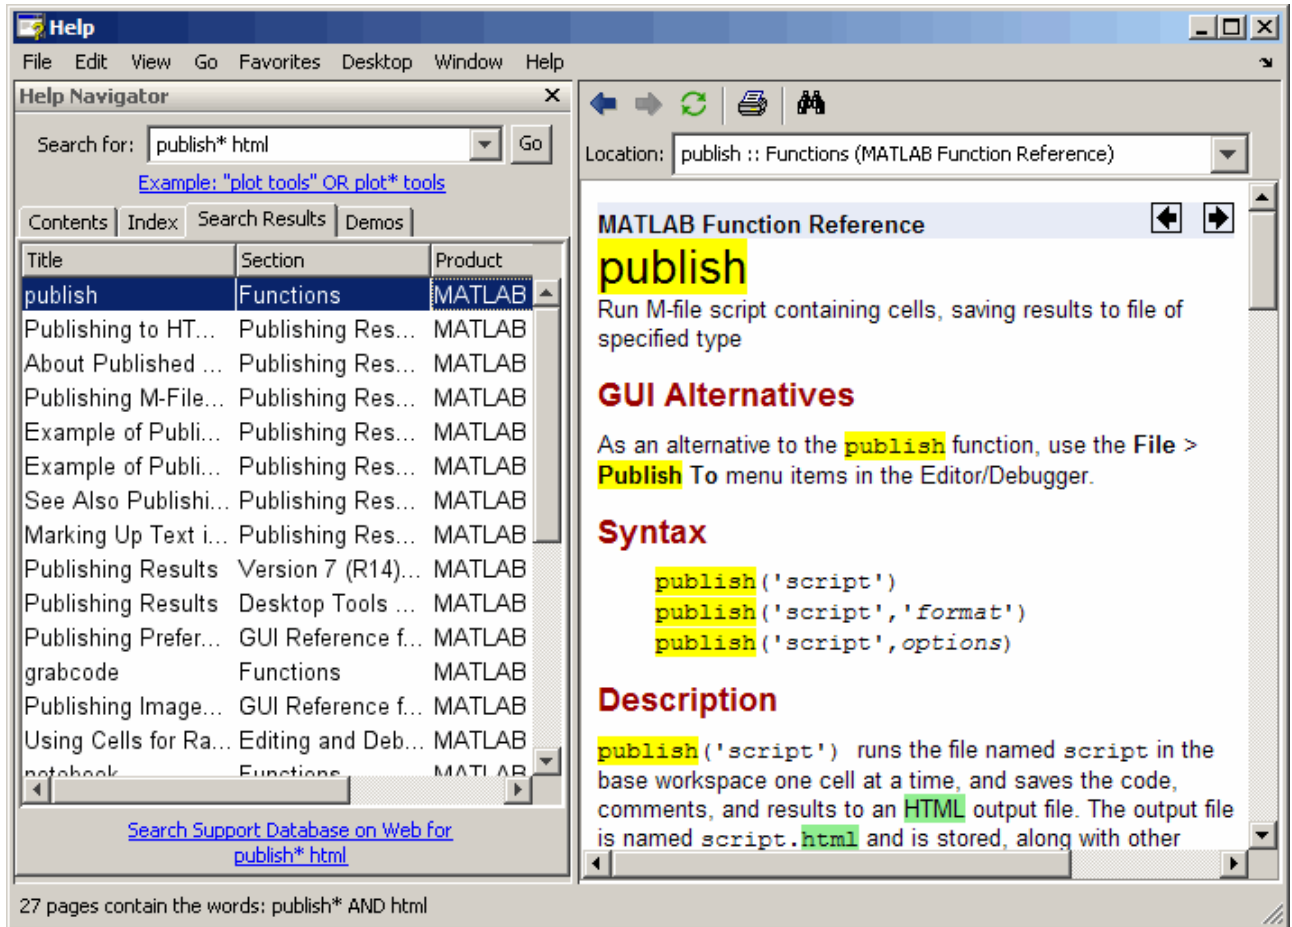 Help
File Edit View Go Favorites Desktop Window Help
Help Navigator
Search for: publish* html Go
Example: "plot tools" OR plot* tools
Contents Index Search Results Demos
Title Section Product
publish Functions MATLAB
Publishing to HT... Publishing Res... MATLAB
About Published ... Publishing Res... MATLAB
Publishing M-File... Publishing Res... MATLAB
Example of Publi... Publishing Res... MATLAB
Example of Publi... Publishing Res... MATLAB
See Also Publishi... Publishing Res... MATLAB
Marking Up Text i... Publishing Res... MATLAB
Publishing Results Version 7 (R14)... MATLAB
Publishing Results Desktop Tools ... MATLAB
Publishing Prefer... GUI Reference f... MATLAB
grabcode Functions MATLAB
Publishing Image... GUI Reference f... MATLAB
Using Cells for Ra... Editing and Deb... MATLAB
notebook Functions MATLAB
Search Support Database on Web for
publish* html
Location: publish :: Functions (MATLAB Function Reference)
MATLAB Function Reference
publish
Run M-file script containing cells, saving results to file of
specified type
GUI Alternatives
As an alternative to the publish function, use the File >
Publish To menu items in the Editor/Debugger.
Syntax
publish('script')
publish('script','format')
publish('script',options)
Description
publish('script') runs the file named script in the
base workspace one cell at a time, and saves the code,
comments, and results to an HTML output file. The output file
is named script.html and is stored, along with other
27 pages contain the words: publish* AND html